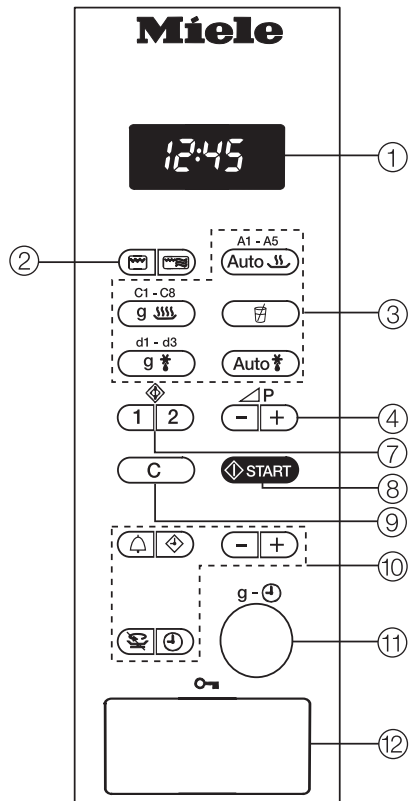 Miele
12:45
①
②
A1 - A5
Auto
C1 - C8
g
③
d1 - d3
g
Auto
P
1 2
- +
④
⑦
C
START
⑧
⑨
- +
⑩
g -
⑪
⑫